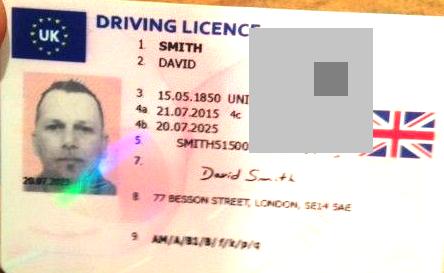 UK
DRIVING LICENC
1. SMITH
2. DAVID
3. 15.05.1850 UNI
4a 21.07.2015 4c
4b 20.07.2025
5. SMITH51500
7. David Smith
20.07.2025
8 77 BESSON STREET, LONDON, SE14 5AE
9. AM/A/B1/B/f/k/p/q